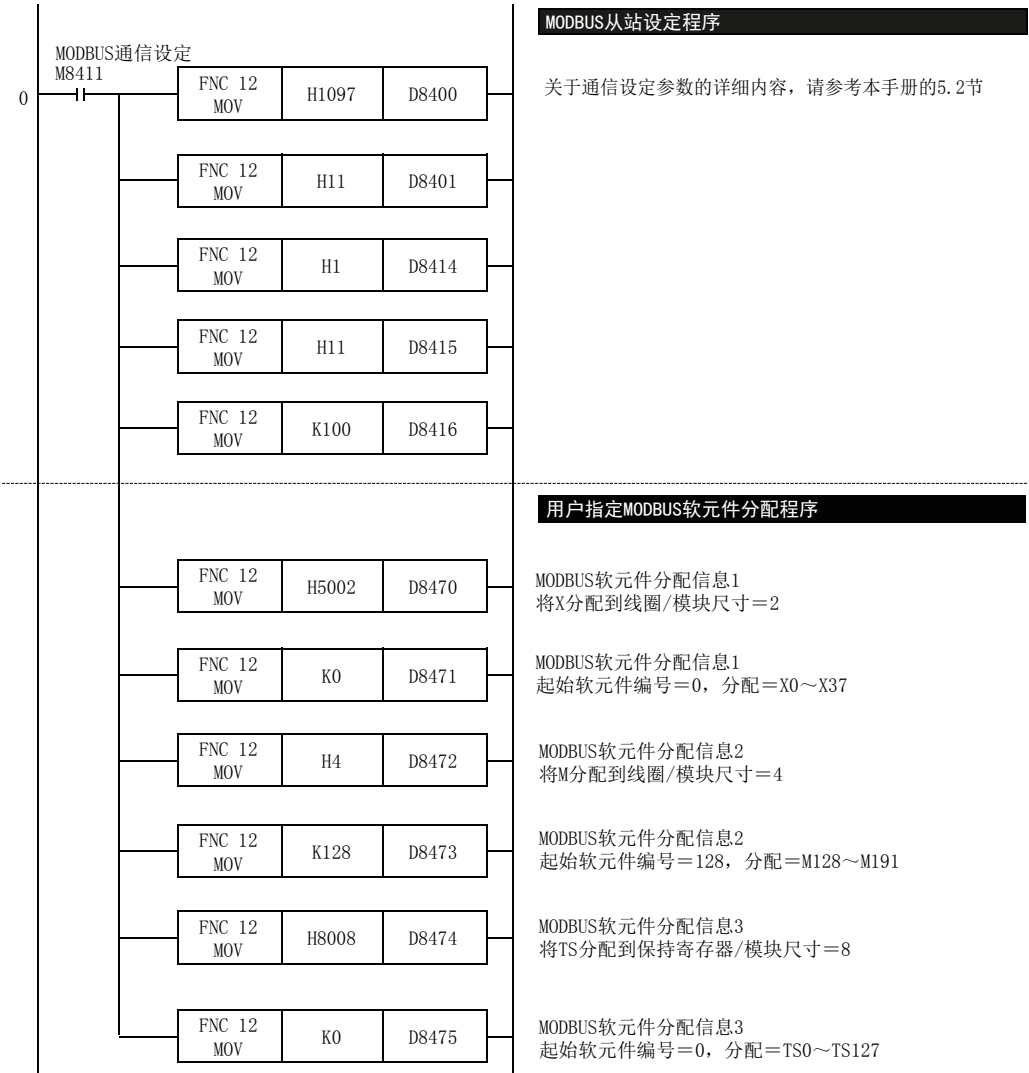 MODBUS从站设定程序
MODBUS通信设定
M8411
0
FNC 12
MOV
H1097
D8400
关于通信设定参数的详细内容，请参考本手册的5.2节
FNC 12
MOV
H11
D8401
FNC 12
MOV
H1
D8414
FNC 12
MOV
H11
D8415
FNC 12
MOV
K100
D8416
用户指定MODBUS软元件分配程序
FNC 12
MOV
H5002
D8470
MODBUS软元件分配信息1
将X分配到线圈/模块尺寸＝2
FNC 12
MOV
K0
D8471
MODBUS软元件分配信息1
起始软元件编号＝0，分配＝X0～X37
FNC 12
MOV
H4
D8472
MODBUS软元件分配信息2
将M分配到线圈/模块尺寸＝4
FNC 12
MOV
K128
D8473
MODBUS软元件分配信息2
起始软元件编号＝128，分配＝M128～M191
FNC 12
MOV
H8008
D8474
MODBUS软元件分配信息3
将TS分配到保持寄存器/模块尺寸＝8
FNC 12
MOV
K0
D8475
MODBUS软元件分配信息3
起始软元件编号＝0，分配＝TS0～TS127